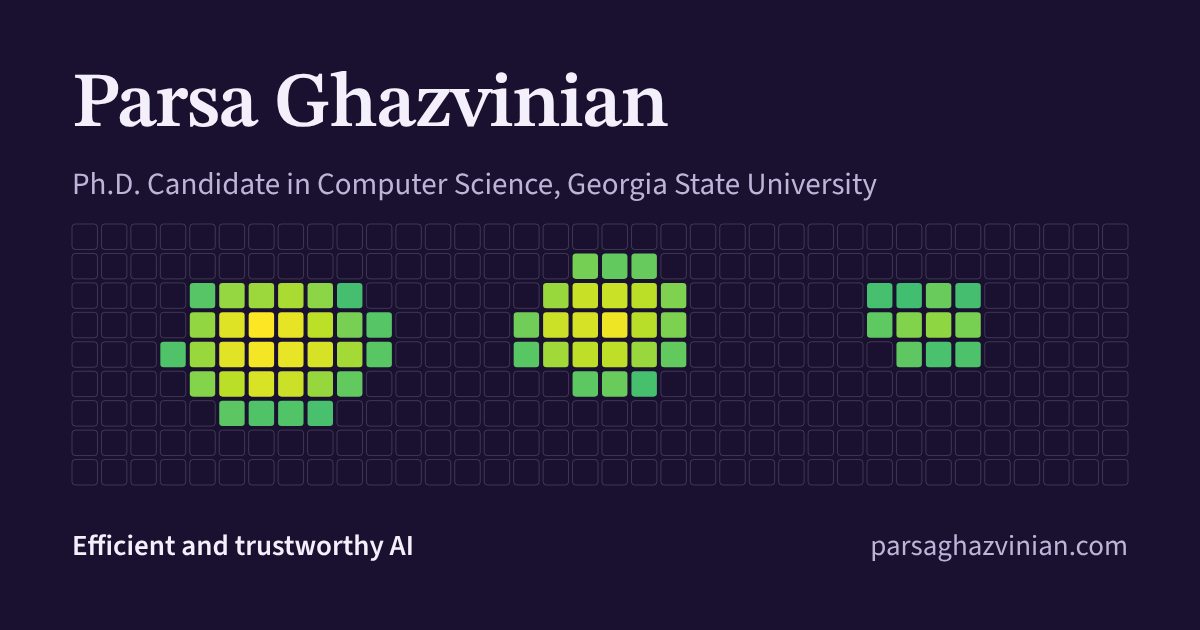 Parsa Ghazvinian
Ph.D. Candidate in Computer Science, Georgia State University
Efficient and trustworthy AI
parsaghazvinian.com